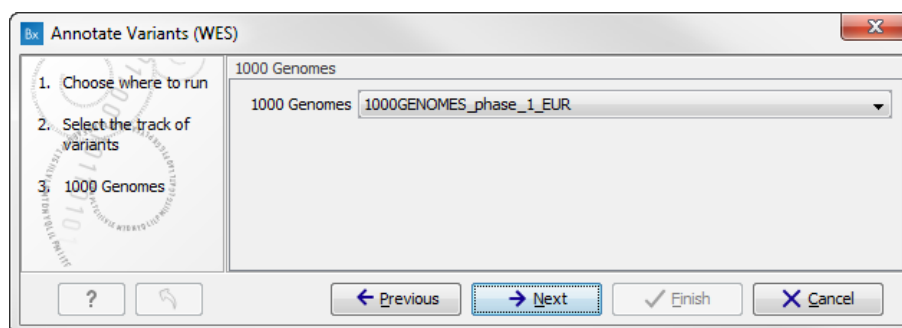 Bx Annotate Variants (WES)
X
1. Choose where to run
2. Select the track of
variants
3. 1000 Genomes
1000 Genomes
1000 Genomes 1000GENOMES_phase_1_EUR
? Previous Next Finish Cancel